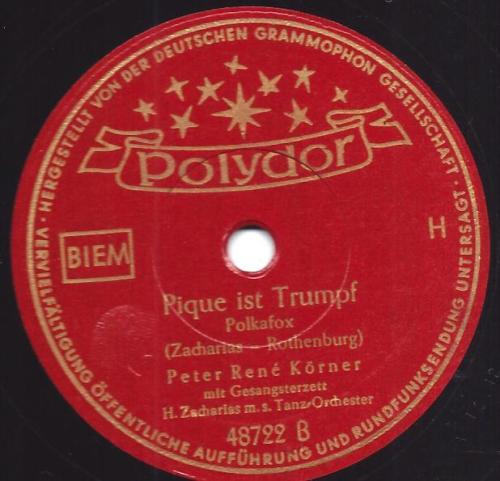 HERGESTELLT VON DER DEUTSCHEN GRAMMOPHON GESELLSCHAFT · VERVIELFÄLTIGUNG ÖFFENTLICHE AUFFÜHRUNG UND RUNDFUNKSENDUNG UNTERSAGT ·
Polydor
BIEM
H
Pique ist Trumpf
Polkafox
(Zacharias - Rothenburg)
Peter René Körner
mit Gesangsterzett
H. Zacharias m. s. Tanz-Orchester
48722 B